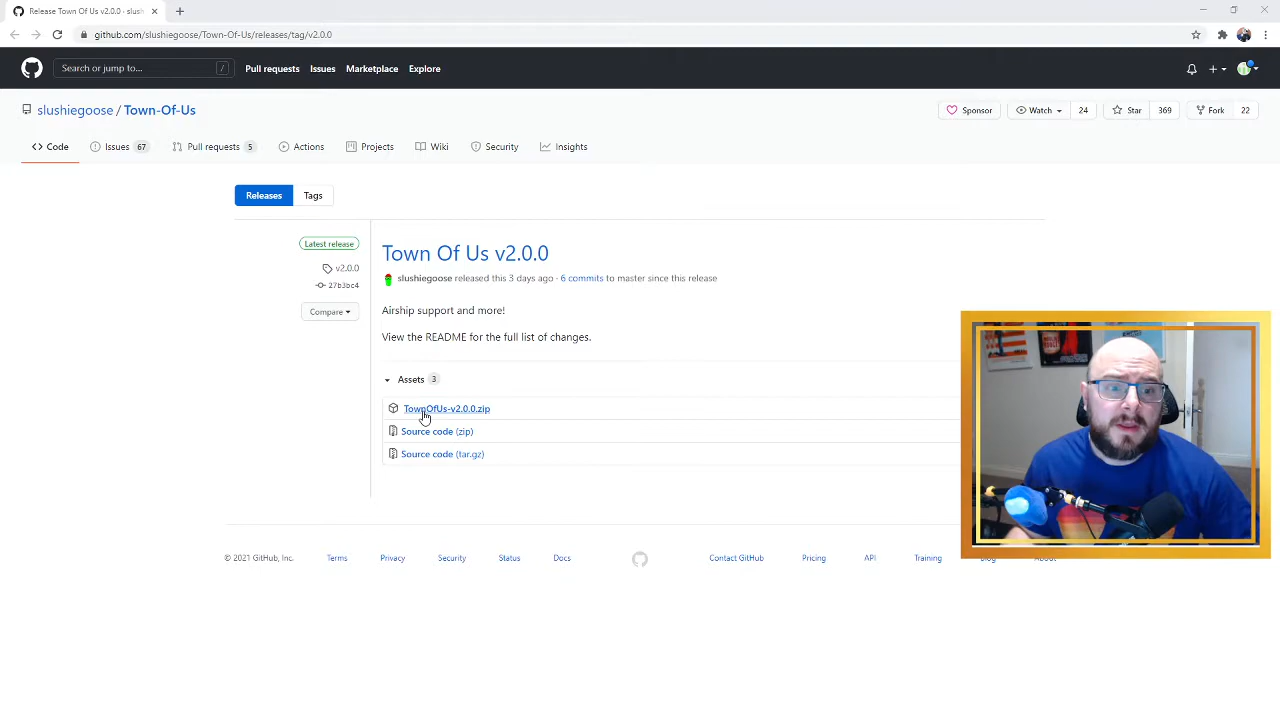 Release Town Of Us v2.0.0 · slush
github.com/slushiegoose/Town-Of-Us/releases/tag/v2.0.0
Search or jump to... / Pull requests Issues Marketplace Explore
slushiegoose / Town-Of-Us Sponsor Watch 24 Star 369 Fork 22
Code Issues 67 Pull requests 5 Actions Projects Wiki Security Insights
Releases Tags
Latest release
v2.0.0
27b3bc4
Compare
Town Of Us v2.0.0
slushiegoose released this 3 days ago · 6 commits to master since this release
Airship support and more!
View the README for the full list of changes.
Assets 3
TownOfUs-v2.0.0.zip
Source code (zip)
Source code (tar.gz)
© 2021 GitHub, Inc. Terms Privacy Security Status Docs Contact GitHub Pricing API Training Blog About